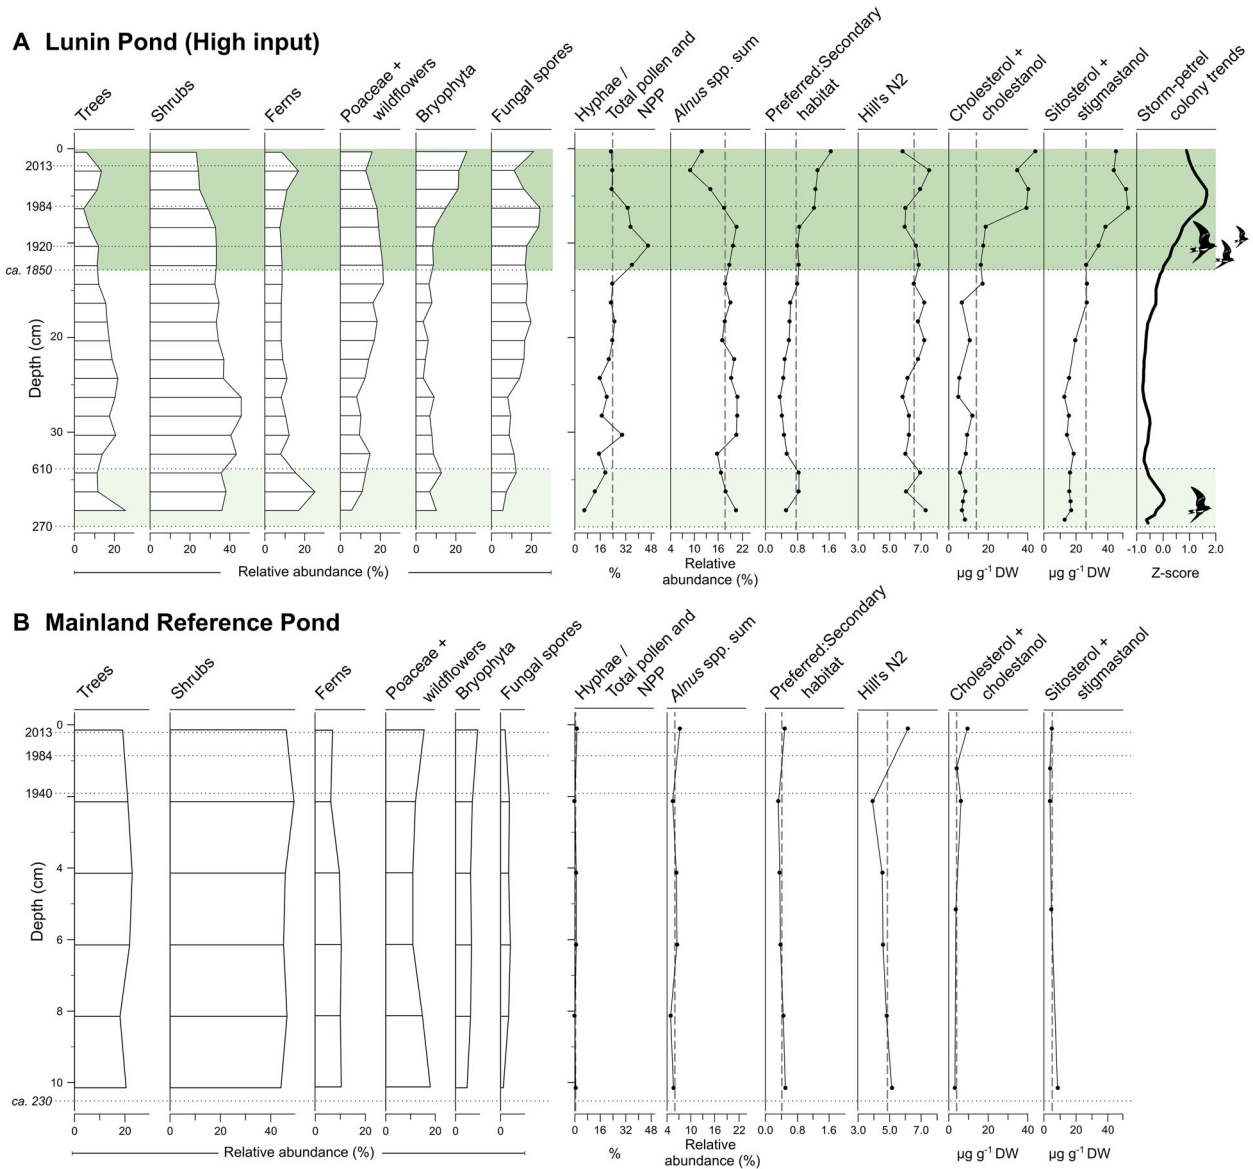 A Lunin Pond (High input)
Trees
Shrubs
Ferns
Poaceae +
wildflowers
Bryophyta
Fungal spores
Hyphae /
Total pollen and
NPP
Alnus spp. sum
Preferred:Secondary
habitat
Hill's N2
Cholesterol +
cholestanol
Sitosterol +
stigmastanol
Storm-petrel
colony trends
0
2013
1984
1920
ca. 1850
20
30
610
270
Depth (cm)
0 20 0 20 40 0 20 0 20 0 20 0 20 0 16 32 48 4 10 16 22 0.0 0.8 1.6 3.0 5.0 7.0 0 20 40 0 20 40 -1.0 0.0 1.0 2.0
Relative abundance (%)
%
Relative
abundance (%)
µg g-1 DW
µg g-1 DW
Z-score
B Mainland Reference Pond
Trees
Shrubs
Ferns
Poaceae +
wildflowers
Bryophyta
Fungal spores
Hyphae /
Total pollen and
NPP
Alnus spp. sum
Preferred:Secondary
habitat
Hill's N2
Cholesterol +
cholestanol
Sitosterol +
stigmastanol
0
2013
1984
1940
4
6
8
10
ca. 230
Depth (cm)
0 20 0 20 40 0 20 0 20 0 0 0 16 32 48 4 10 16 22 0.0 0.8 1.6 3.0 5.0 7.0 0 20 40 0 20 40
Relative abundance (%)
%
Relative
abundance (%)
µg g-1 DW
µg g-1 DW